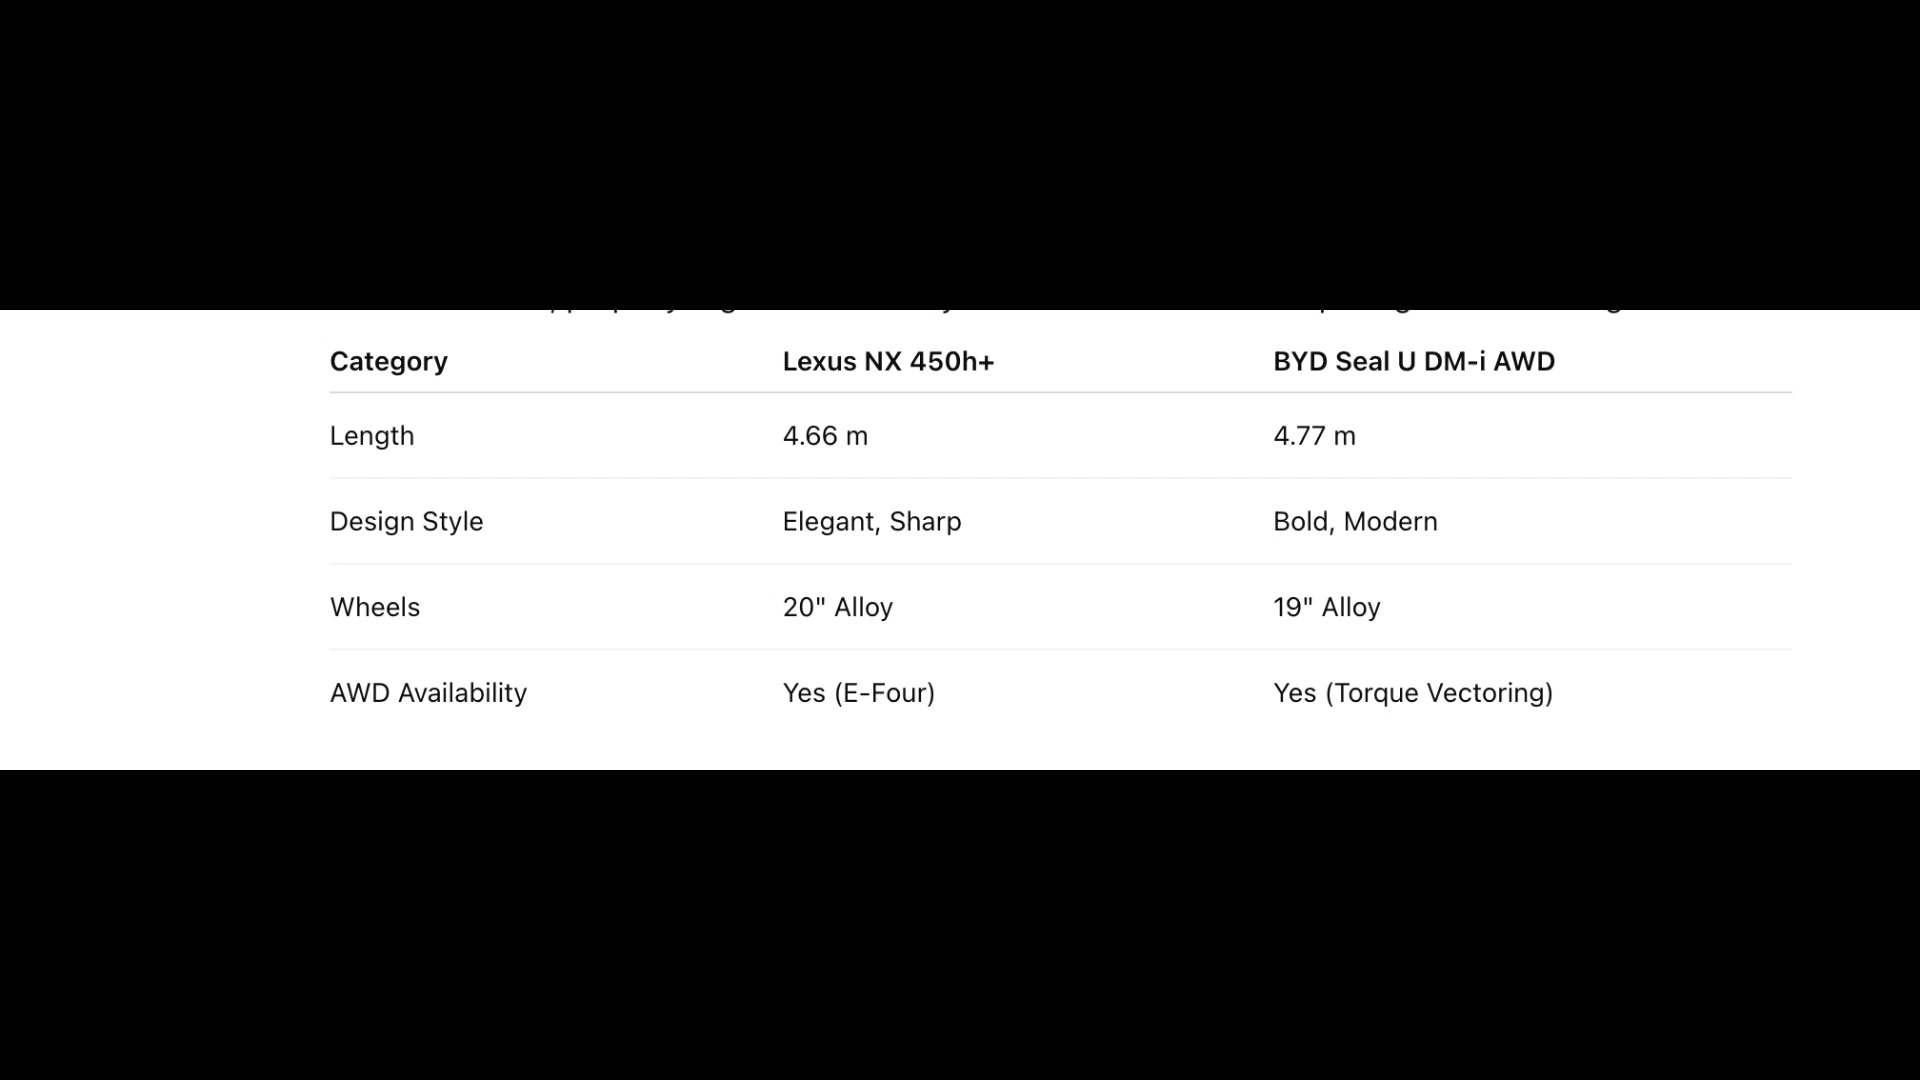 Category Lexus NX 450h+ BYD Seal U DM-i AWD
Length 4.66 m 4.77 m
Design Style Elegant, Sharp Bold, Modern
Wheels 20" Alloy 19" Alloy
AWD Availability Yes (E-Four) Yes (Torque Vectoring)